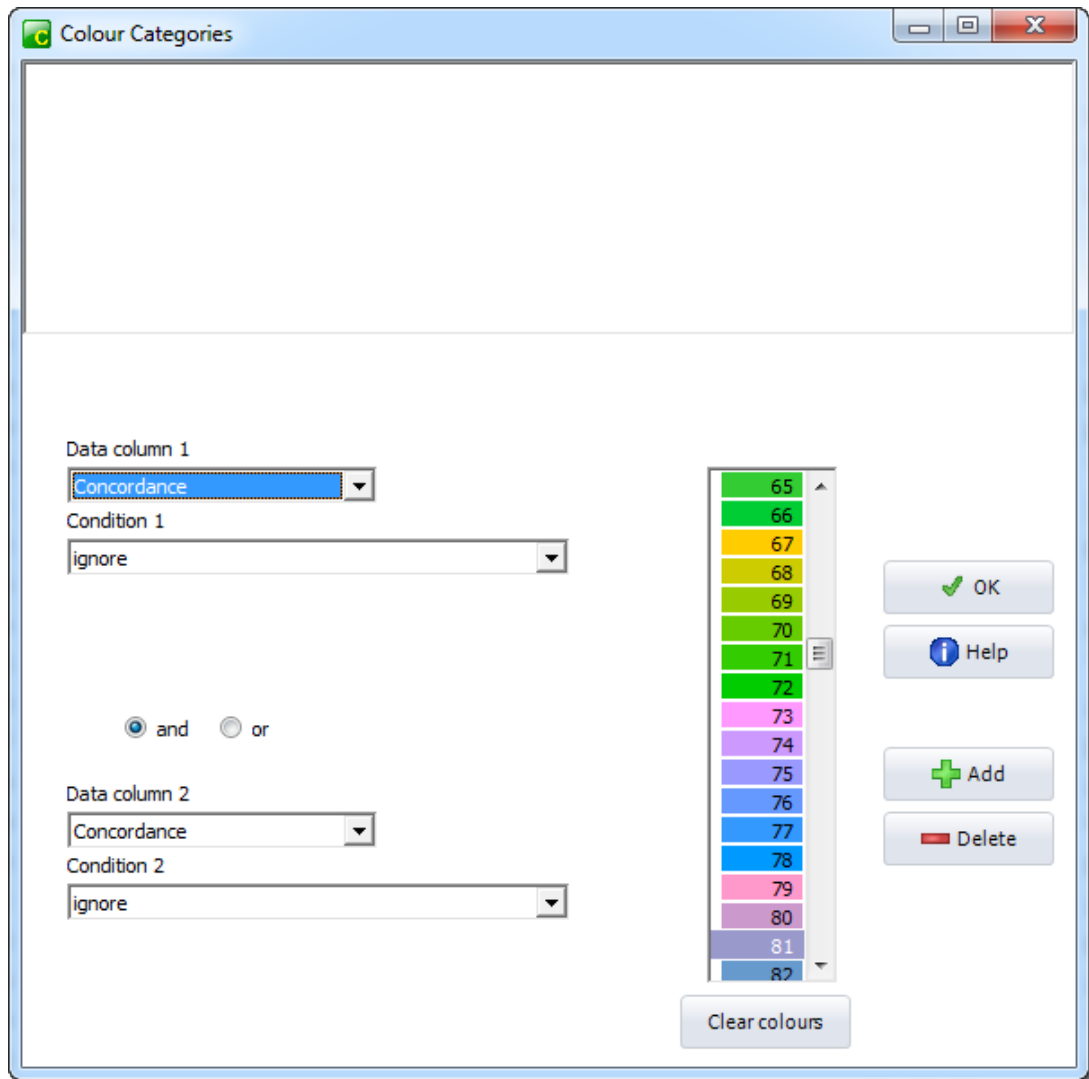 Colour Categories
Data column 1
Concordance
Condition 1
ignore
and
or
Data column 2
Concordance
Condition 2
ignore
65
66
67
68
69
70
71
72
73
74
75
76
77
78
79
80
81
82
Clear colours
OK
Help
Add
Delete